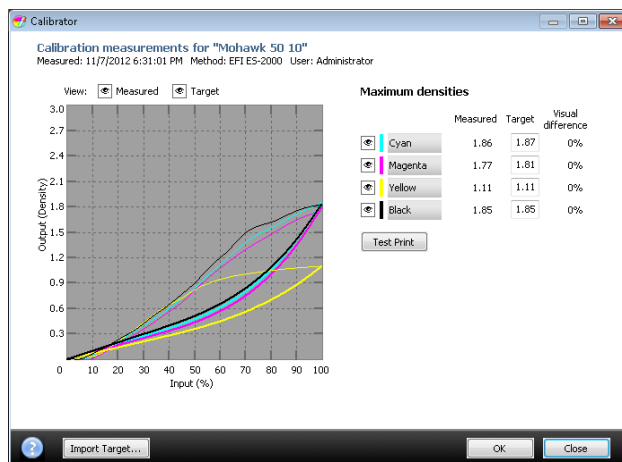 Calibrator
Calibration measurements for "Mohawk 50 10"
Measured: 11/7/2012 6:31:01 PM Method: EFI ES-2000 User: Administrator
View: Measured Target
3.0
2.7
2.4
2.1
1.8
1.5
1.2
0.9
0.6
0.3
Output (Density)
0 10 20 30 40 50 60 70 80 90 100
Input (%)
Maximum densities
Measured Target Visual difference
Cyan 1.86 1.87 0%
Magenta 1.77 1.81 0%
Yellow 1.11 1.11 0%
Black 1.85 1.85 0%
Test Print
? Import Target... OK Close